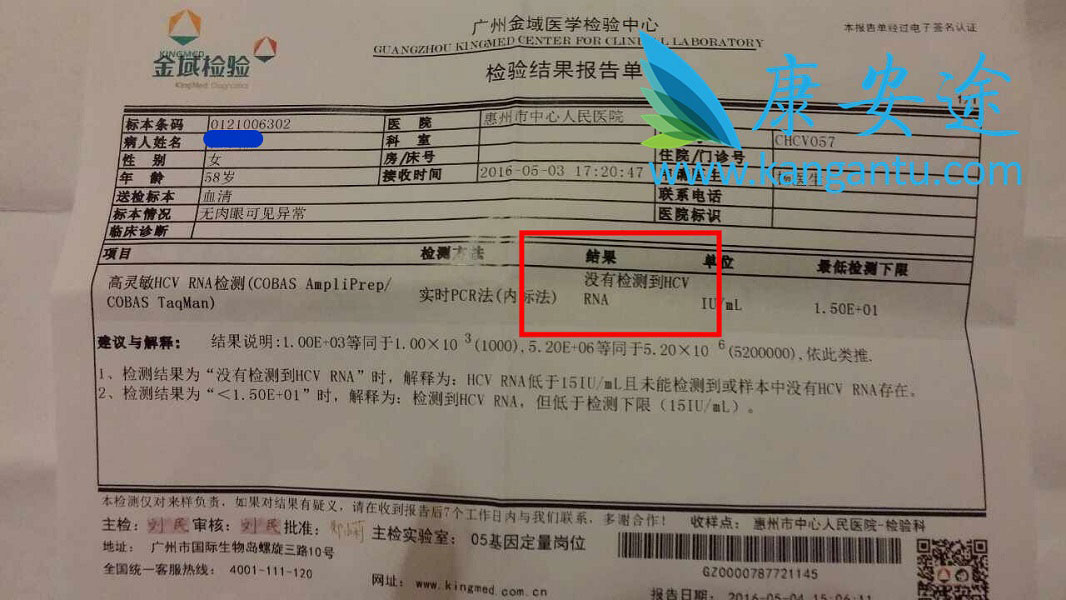 广州金域医学检验中心
本报告单经过电子签名认证
KINGMED
GUANGZHOU KINGMED CENTER FOR CLINICAL LABORATORY
金域检验
KingMed Diagnostics
检验结果报告单
康安途
www.kangantu.com
标本条码 0121006302 医 院 惠州市中心人民医院
病人姓名 科 室 CHCV057
性 别 女 房/床号 住院/门诊号
年 龄 58岁 接收时间 2016-05-03 17:20:47
送检标本 血清 联系电话
标本情况 无肉眼可见异常 医院标识
临床诊断
项目 检测方法 结果 单位 最低检测下限
高灵敏HCV RNA检测(COBAS AmpliPrep/
COBAS TaqMan) 实时PCR法(内标法) 没有检测到HCV
RNA IU/mL 1.50E+01
建议与解释: 结果说明:1.00E+03等同于1.00×10 3(1000),5.20E+06等同于5.20×10 6(5200000),依此类推.
1、检测结果为“没有检测到HCV RNA”时,解释为:HCV RNA低于15IU/mL且未能检测到或样本中没有HCV RNA存在。
2、检测结果为“<1.50E+01”时,解释为:检测到HCV RNA,但低于检测下限(15IU/mL)。
本检测仅对来样负责,如果对结果有疑义,请在收到报告后7个工作日内与我们联系,多谢合作! 收样点: 惠州市中心人民医院-检验科
主检: 刘民 审核: 刘民 批准: 主检实验室: 05基因定量岗位
地址: 广州市国际生物岛螺旋三路10号
GZ0000787721145
全国统一客服热线: 4001-111-120 网址: www.kingmed.com.cn 报告日期: 2016-05-04 15:06:11